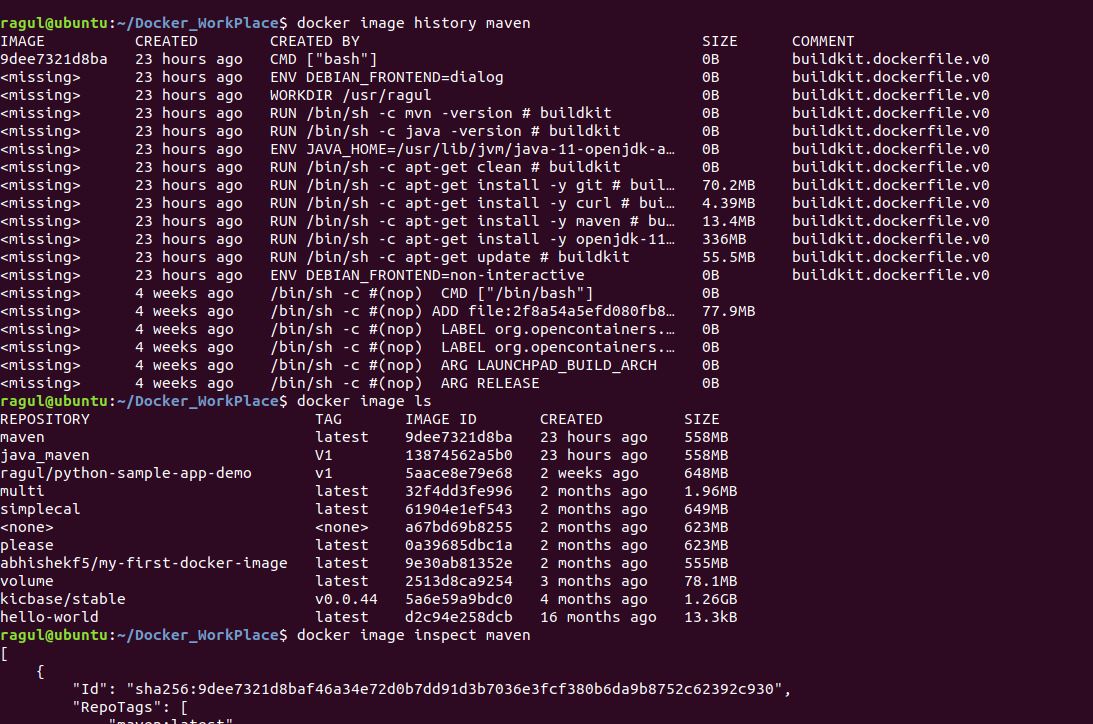 ragul@ubuntu:~/Docker_WorkPlace$ docker image history maven
IMAGE CREATED CREATED BY SIZE COMMENT
9dee7321d8ba 23 hours ago CMD ["bash"] 0B buildkit.dockerfile.v0
<missing> 23 hours ago ENV DEBIAN_FRONTEND=dialog 0B buildkit.dockerfile.v0
<missing> 23 hours ago WORKDIR /usr/ragul 0B buildkit.dockerfile.v0
<missing> 23 hours ago RUN /bin/sh -c mvn -version # buildkit 0B buildkit.dockerfile.v0
<missing> 23 hours ago RUN /bin/sh -c java -version # buildkit 0B buildkit.dockerfile.v0
<missing> 23 hours ago ENV JAVA_HOME=/usr/lib/jvm/java-11-openjdk-a… 0B buildkit.dockerfile.v0
<missing> 23 hours ago RUN /bin/sh -c apt-get clean # buildkit 0B buildkit.dockerfile.v0
<missing> 23 hours ago RUN /bin/sh -c apt-get install -y git # buil… 70.2MB buildkit.dockerfile.v0
<missing> 23 hours ago RUN /bin/sh -c apt-get install -y curl # bui… 4.39MB buildkit.dockerfile.v0
<missing> 23 hours ago RUN /bin/sh -c apt-get install -y maven # bu… 13.4MB buildkit.dockerfile.v0
<missing> 23 hours ago RUN /bin/sh -c apt-get install -y openjdk-11… 336MB buildkit.dockerfile.v0
<missing> 23 hours ago RUN /bin/sh -c apt-get update # buildkit 55.5MB buildkit.dockerfile.v0
<missing> 23 hours ago ENV DEBIAN_FRONTEND=non-interactive 0B buildkit.dockerfile.v0
<missing> 4 weeks ago /bin/sh -c #(nop) CMD ["/bin/bash"] 0B
<missing> 4 weeks ago /bin/sh -c #(nop) ADD file:2f8a54a5efd080fb8… 77.9MB
<missing> 4 weeks ago /bin/sh -c #(nop) LABEL org.opencontainers.… 0B
<missing> 4 weeks ago /bin/sh -c #(nop) LABEL org.opencontainers.… 0B
<missing> 4 weeks ago /bin/sh -c #(nop) ARG LAUNCHPAD_BUILD_ARCH 0B
<missing> 4 weeks ago /bin/sh -c #(nop) ARG RELEASE 0B
ragul@ubuntu:~/Docker_WorkPlace$ docker image ls
REPOSITORY TAG IMAGE ID CREATED SIZE
maven latest 9dee7321d8ba 23 hours ago 558MB
java_maven V1 13874562a5b0 23 hours ago 558MB
ragul/python-sample-app-demo v1 5aace8e79e68 2 weeks ago 648MB
multi latest 32f4dd3fe996 2 months ago 1.96MB
simplecal latest 61904e1ef543 2 months ago 649MB
<none> <none> a67bd69b8255 2 months ago 623MB
please latest 0a39685dbc1a 2 months ago 623MB
abhishekf5/my-first-docker-image latest 9e30ab81352e 2 months ago 555MB
volume latest 2513d8ca9254 3 months ago 78.1MB
kicbase/stable v0.0.44 5a6e59a9bdc0 4 months ago 1.26GB
hello-world latest d2c94e258dcb 16 months ago 13.3kB
ragul@ubuntu:~/Docker_WorkPlace$ docker image inspect maven
[
{
"Id": "sha256:9dee7321d8baf46a34e72d0b7dd91d3b7036e3fcf380b6da9b8752c62392c930",
"RepoTags": [
"maven:latest"